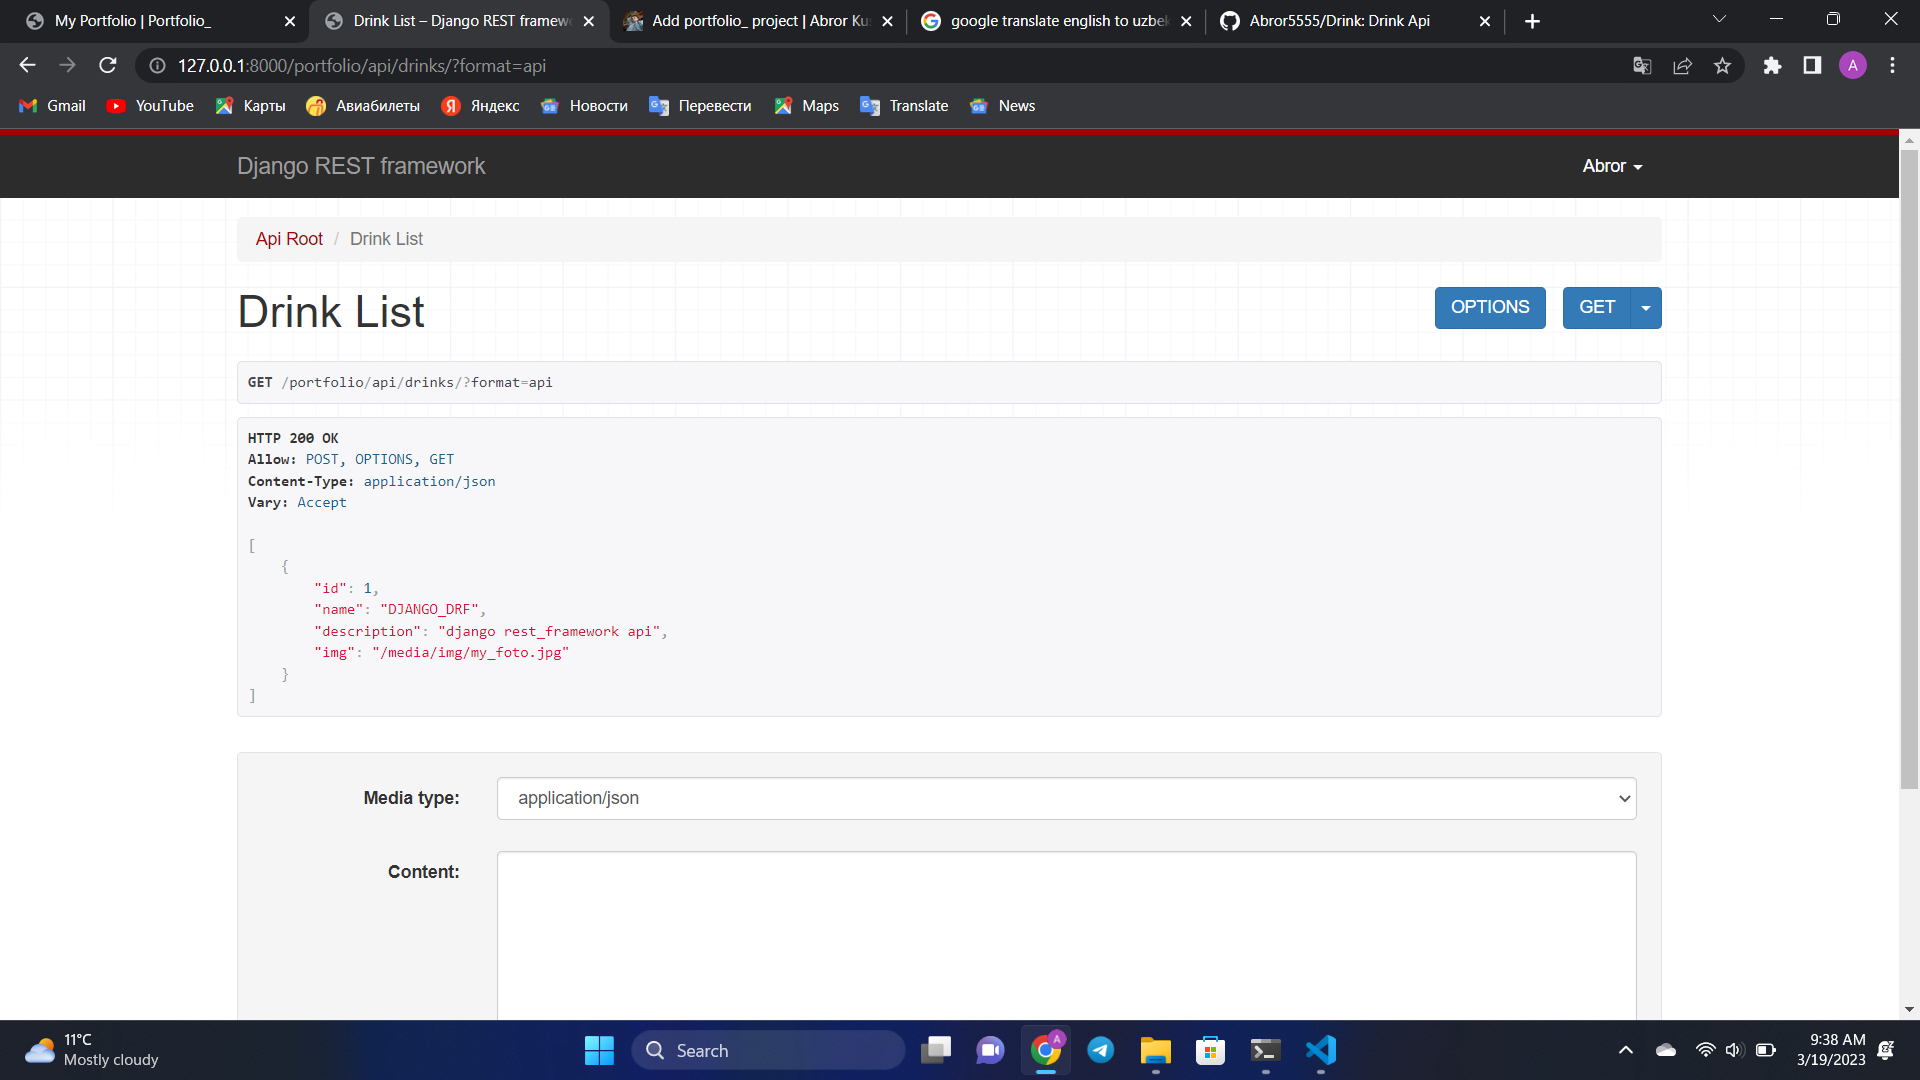 My Portfolio | Portfolio_
Drink List – Django REST framew
Add portfolio_ project | Abror Ku
google translate english to uzbek
Abror5555/Drink: Drink Api
127.0.0.1:8000/portfolio/api/drinks/?format=api
A
Gmail
YouTube
Карты
Авиабилеты
Яндекс
Новости
Перевести
Maps
Translate
News
Django REST framework
Abror
Api Root / Drink List
Drink List
OPTIONS
GET
GET /portfolio/api/drinks/?format=api
HTTP 200 OK
Allow: POST, OPTIONS, GET
Content-Type: application/json
Vary: Accept
[
{
"id": 1,
"name": "DJANGO_DRF",
"description": "django rest_framework api",
"img": "/media/img/my_foto.jpg"
}
]
Media type:
application/json
Content:
11°C
Mostly cloudy
Search
A
9:38 AM
3/19/2023